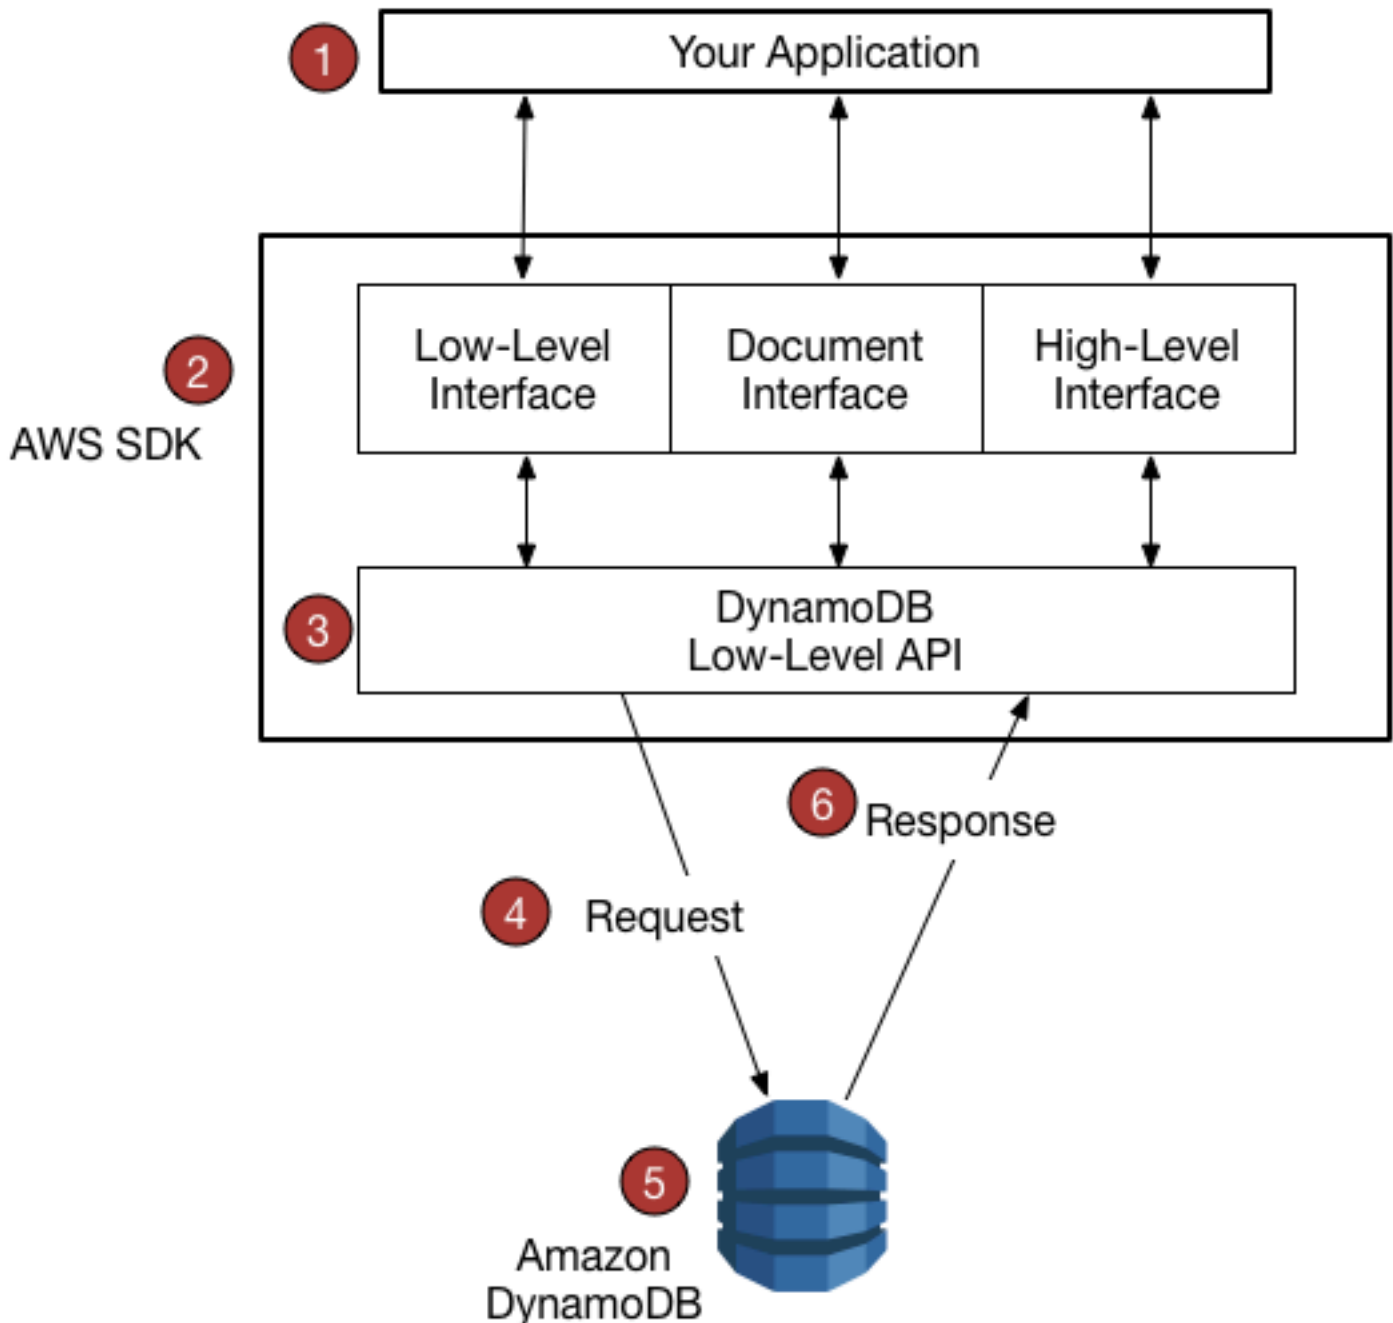 1
Your Application
2
AWS SDK
Low-Level
Interface
Document
Interface
High-Level
Interface
3
DynamoDB
Low-Level API
6
Response
4
Request
5
Amazon
DynamoDB